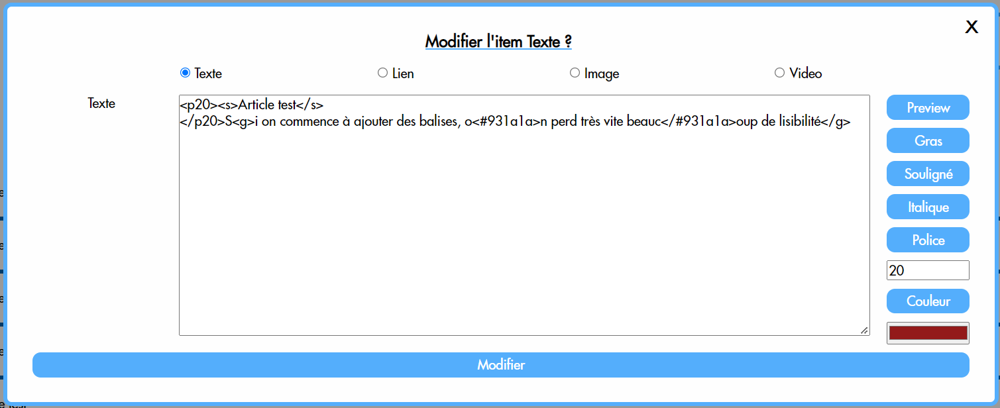 X
Modifier l'item Texte ?
Texte
Lien
Image
Video
Texte
<p20><s>Article test</s>
</p20>S<g>i on commence à ajouter des balises, o<#931a1a>n perd très vite beauc</#931a1a>oup de lisibilité</g>
Preview
Gras
Souligné
Italique
Police
20
Couleur
Modifier